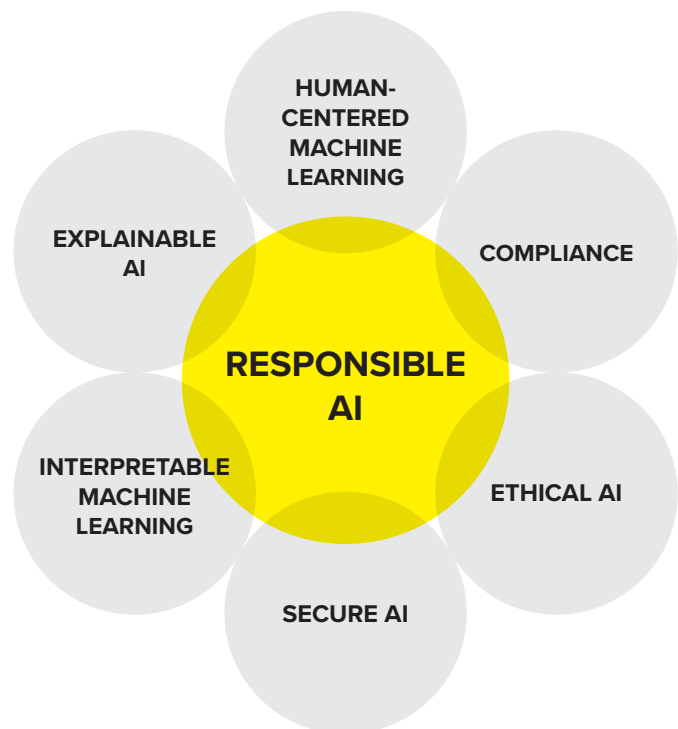 HUMAN-
CENTERED
MACHINE
LEARNING
EXPLAINABLE
AI
COMPLIANCE
RESPONSIBLE
AI
INTERPRETABLE
MACHINE
LEARNING
ETHICAL AI
SECURE AI